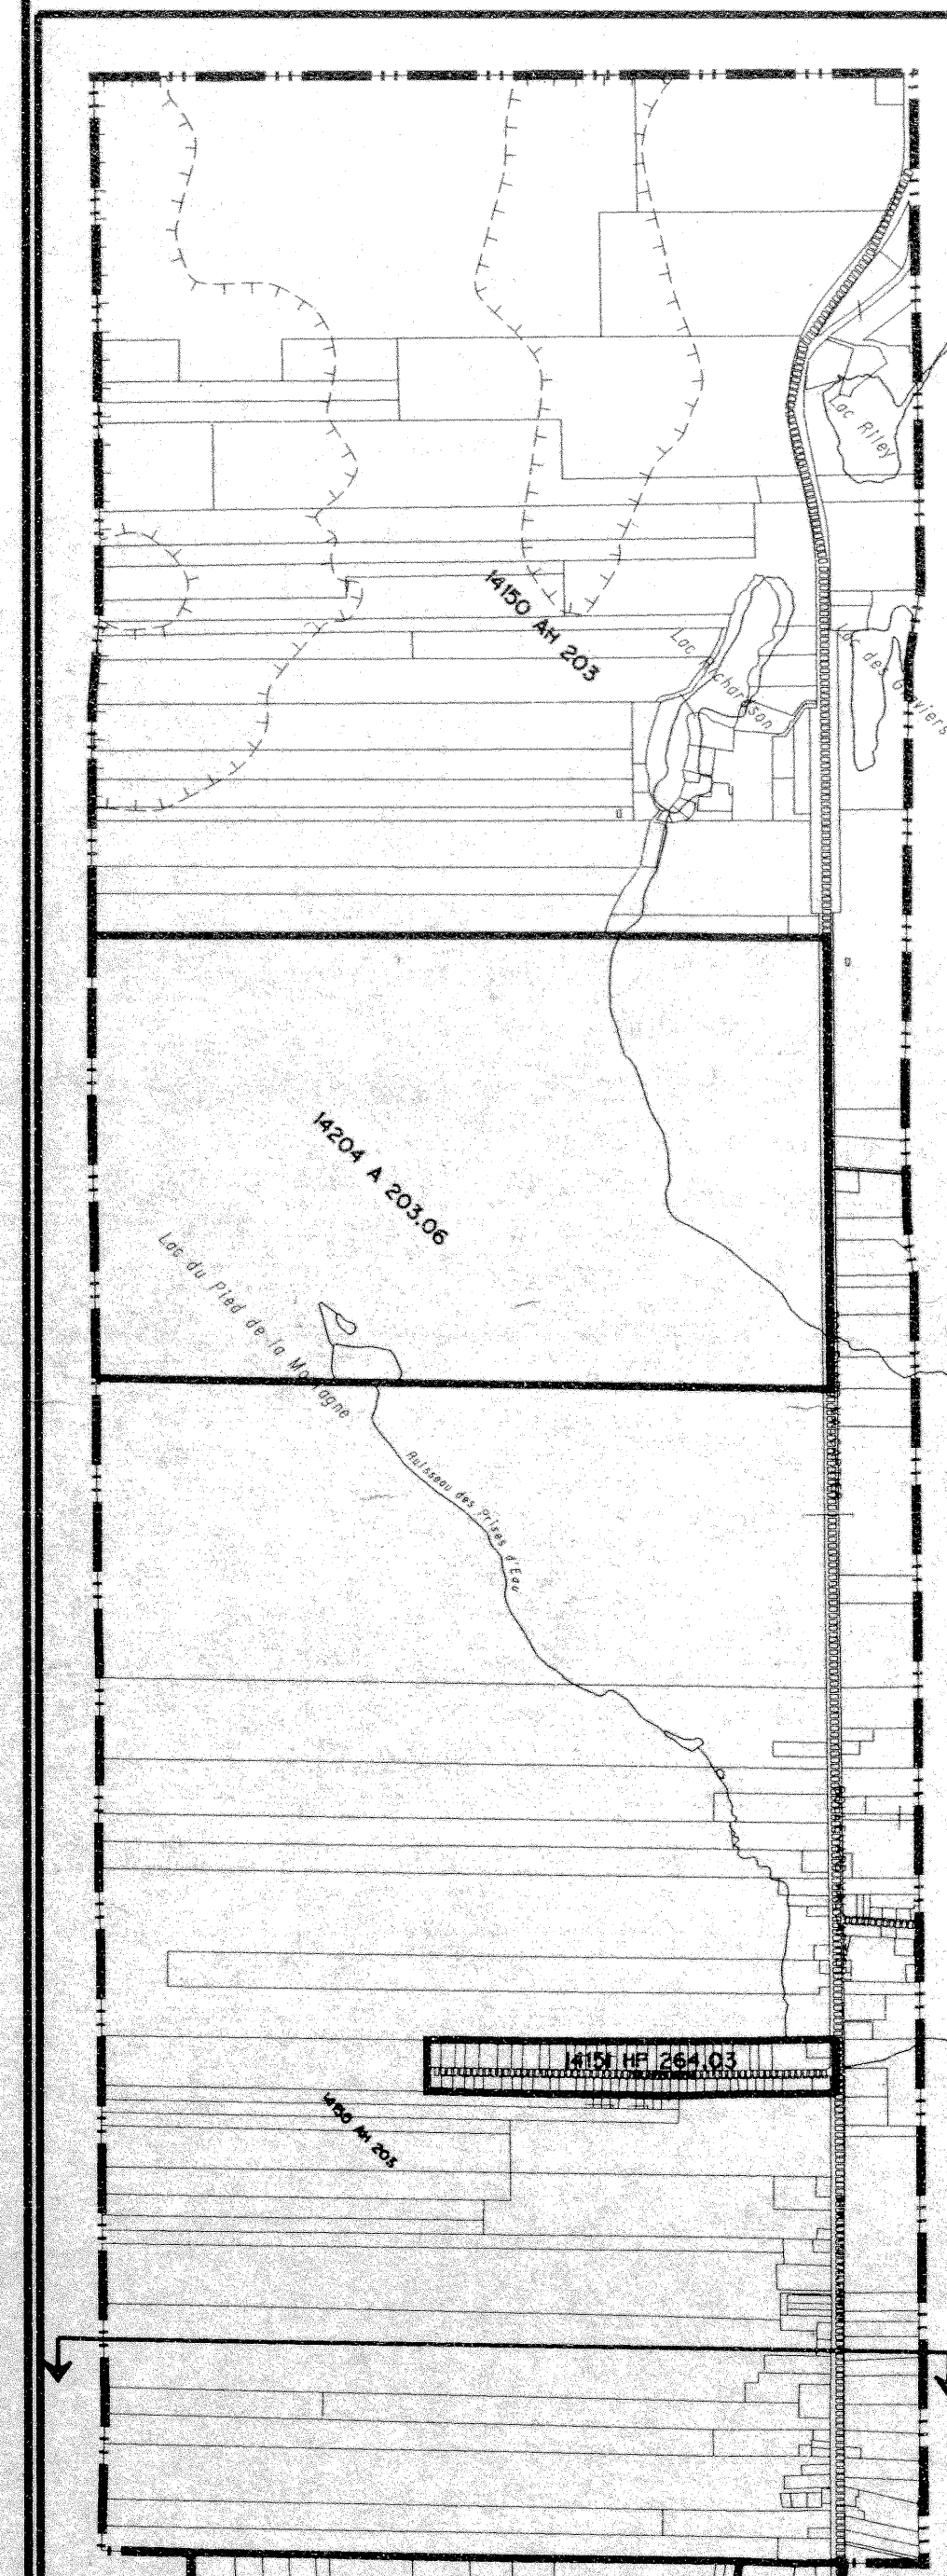 Lac Riley
14150 AH 203
Lac Richardson
Lac des Graviers
14204 A 203.06
Lac du Pied de la Montagne
Ruisseau des Prises d'Eau
14151 HP 264.03
14150 AH 203